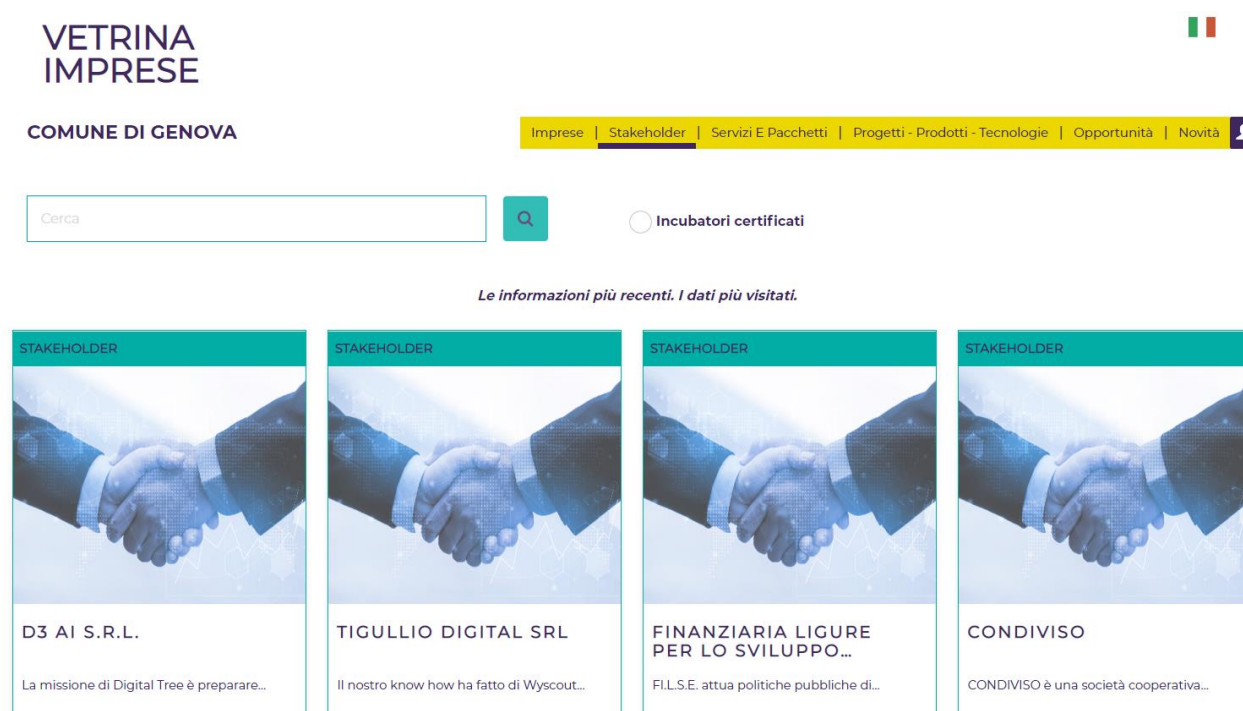 VETRINA
IMPRESE
COMUNE DI GENOVA
Imprese | Stakeholder | Servizi E Pacchetti | Progetti - Prodotti - Tecnologie | Opportunità | Novità
Cerca
Incubatori certificati
Le informazioni più recenti. I dati più visitati.
STAKEHOLDER
D3 AI S.R.L.
La missione di Digital Tree è preparare...
STAKEHOLDER
TIGULLIO DIGITAL SRL
Il nostro know how ha fatto di Wyscout...
STAKEHOLDER
FINANZIARIA LIGURE
PER LO SVILUPPO...
FI.L.S.E. attua politiche pubbliche di...
STAKEHOLDER
CONDIVISO
CONDIVISO è una società cooperativa...